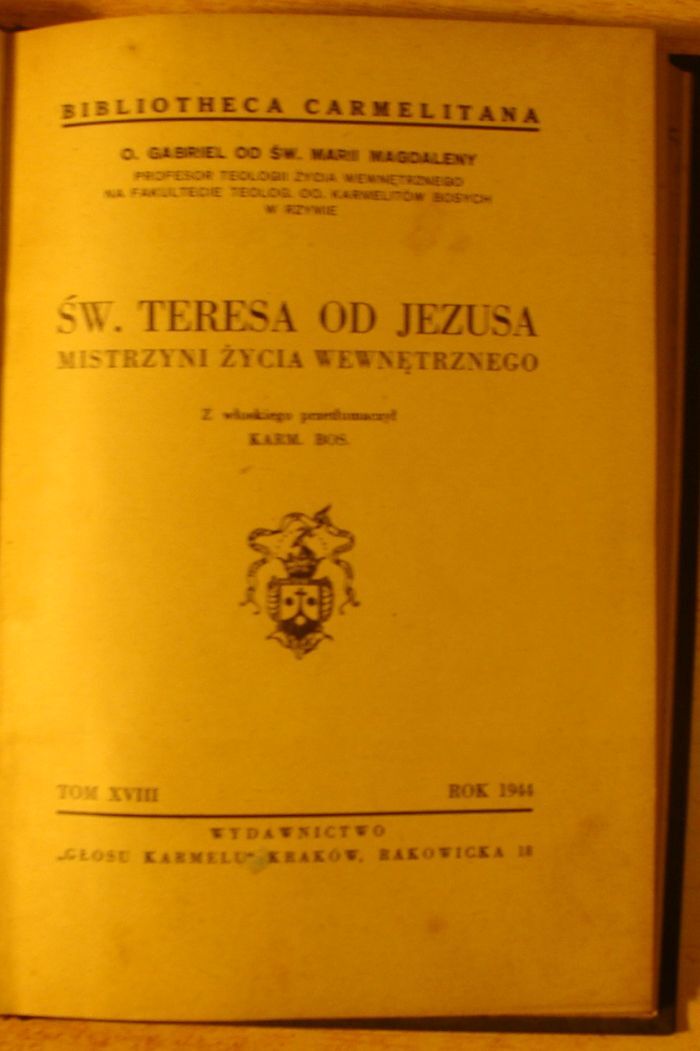 BIBLIOTHECA CARMELITANA
O. GABRIEL OD ŚW. MARII MAGDALENY
PROFESOR TEOLOGII ŻYCIA WEWNĘTRZNEGO
NA FAKULTECIE TEOLOG. OO. KARMELITÓW BOSYCH
W RZYMIE
ŚW. TERESA OD JEZUSA
MISTRZYNI ŻYCIA WEWNĘTRZNEGO
Z włoskiego przetłumaczył
KARM. BOS.
TOM XVIII ROK 1944
WYDAWNICTWO
„GŁOSU KARMELU" KRAKÓW, RAKOWICKA 18